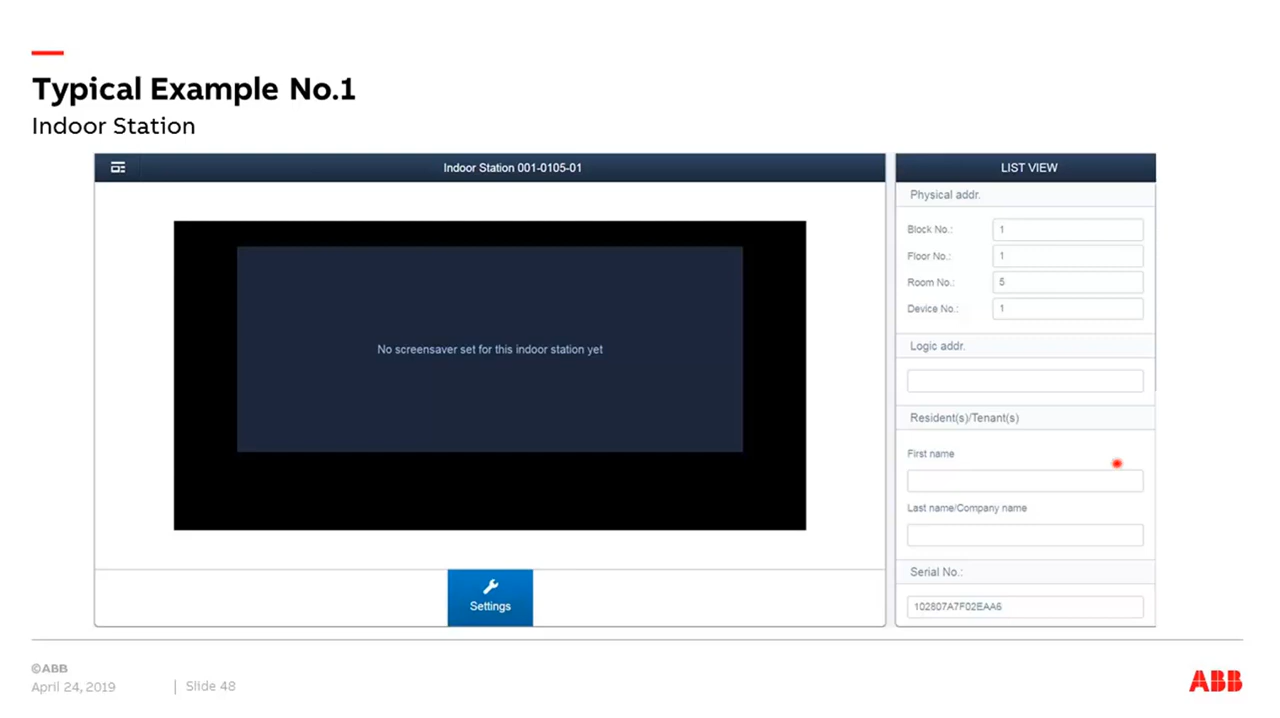 Typical Example No.1
Indoor Station
Indoor Station 001-0105-01
No screensaver set for this indoor station yet
Settings
LIST VIEW
Physical addr.
Block No.: 1
Floor No.: 1
Room No.: 5
Device No.: 1
Logic addr.
Resident(s)/Tenant(s)
First name
Last name/Company name
Serial No.:
102807A7F02EAA6
©ABB
April 24, 2019 | Slide 48
ABB